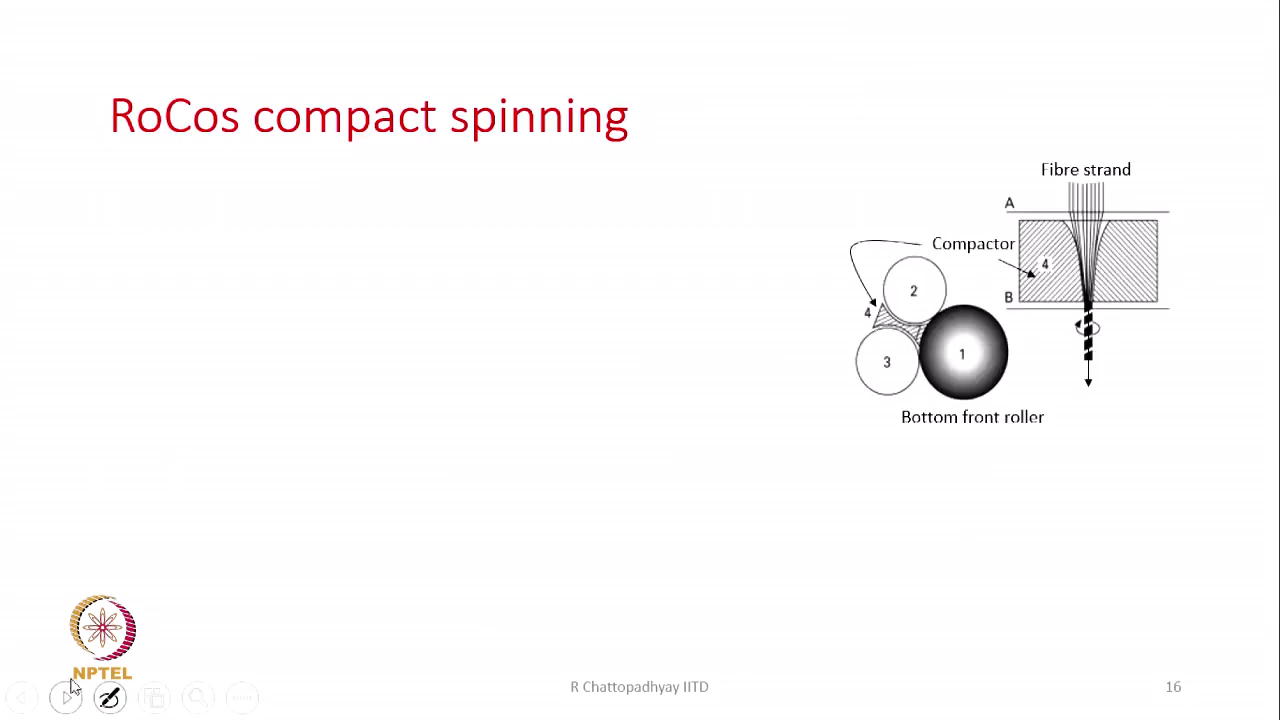 RoCos compact spinning
Fibre strand
A
Compactor
4
2
B
4
3
1
Bottom front roller
NPTEL
R Chattopadhyay IITD
16